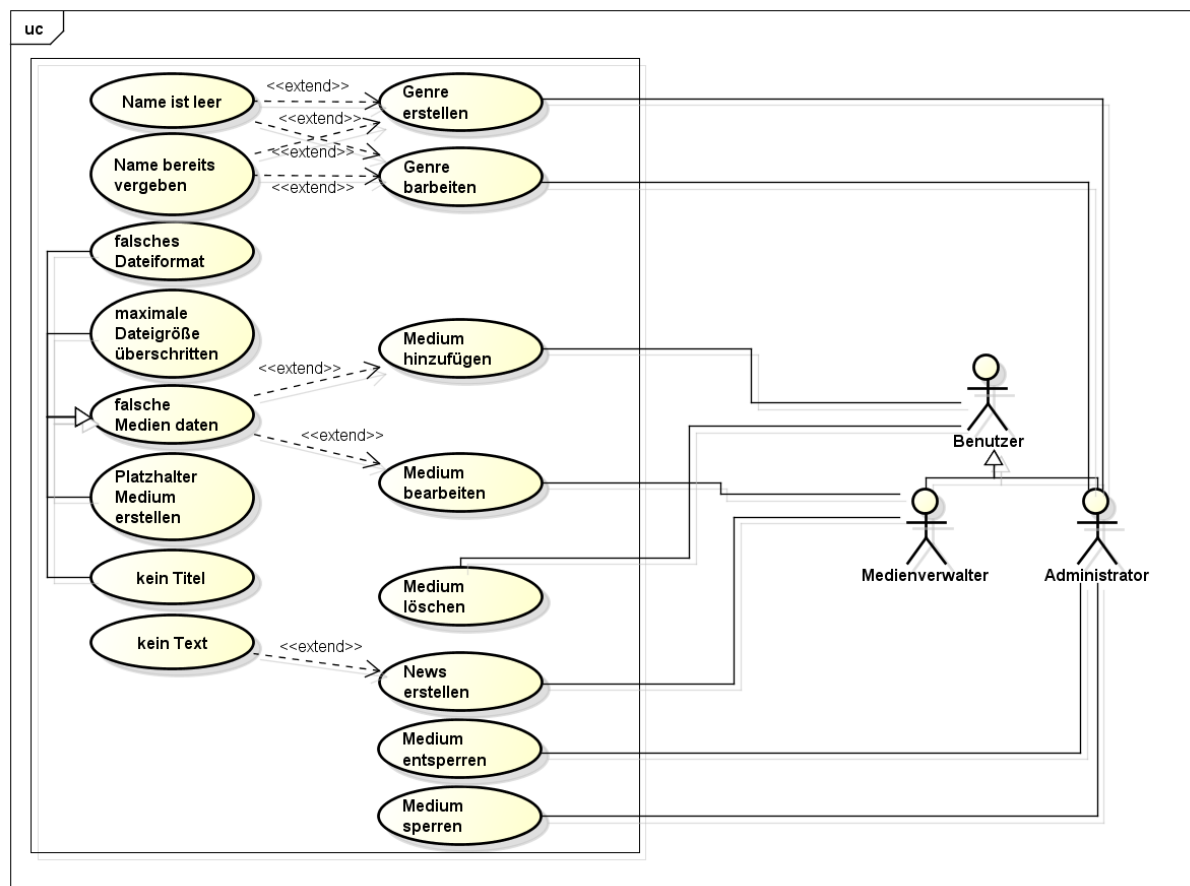 uc
Name ist leer
<<extend>>
Genre
erstellen
<<extend>>
Name bereits
vergeben
<<extend>>
<<extend>>
Genre
barbeiten
falsches
Dateiformat
maximale
Dateigröße
überschritten
Medium
hinzufügen
<<extend>>
falsche
Medien daten
<<extend>>
Benutzer
Platzhalter
Medium
erstellen
Medium
bearbeiten
kein Titel
Medium
löschen
Medienverwalter
Administrator
kein Text
<<extend>>
News
erstellen
Medium
entsperren
Medium
sperren